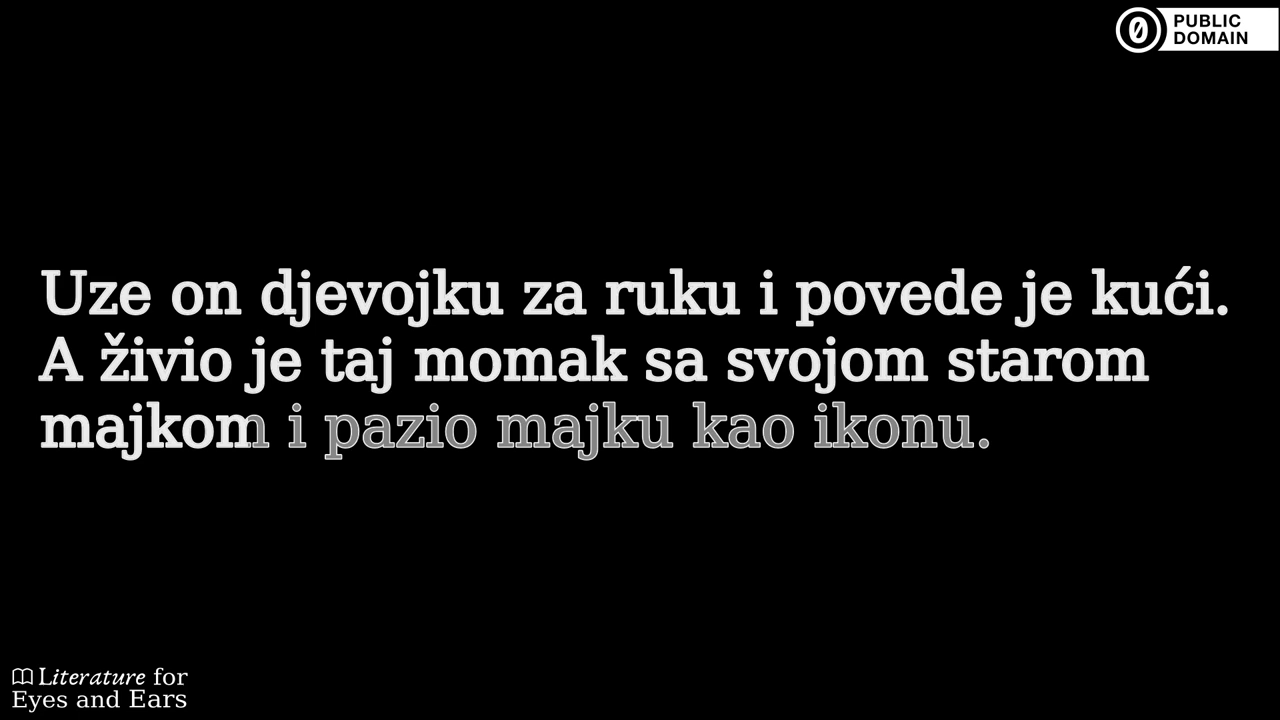 PUBLIC
DOMAIN
Uze on djevojku za ruku i povede je kući.
A živio je taj momak sa svojom starom
majkom i pazio majku kao ikonu.
Literature for
Eyes and Ears